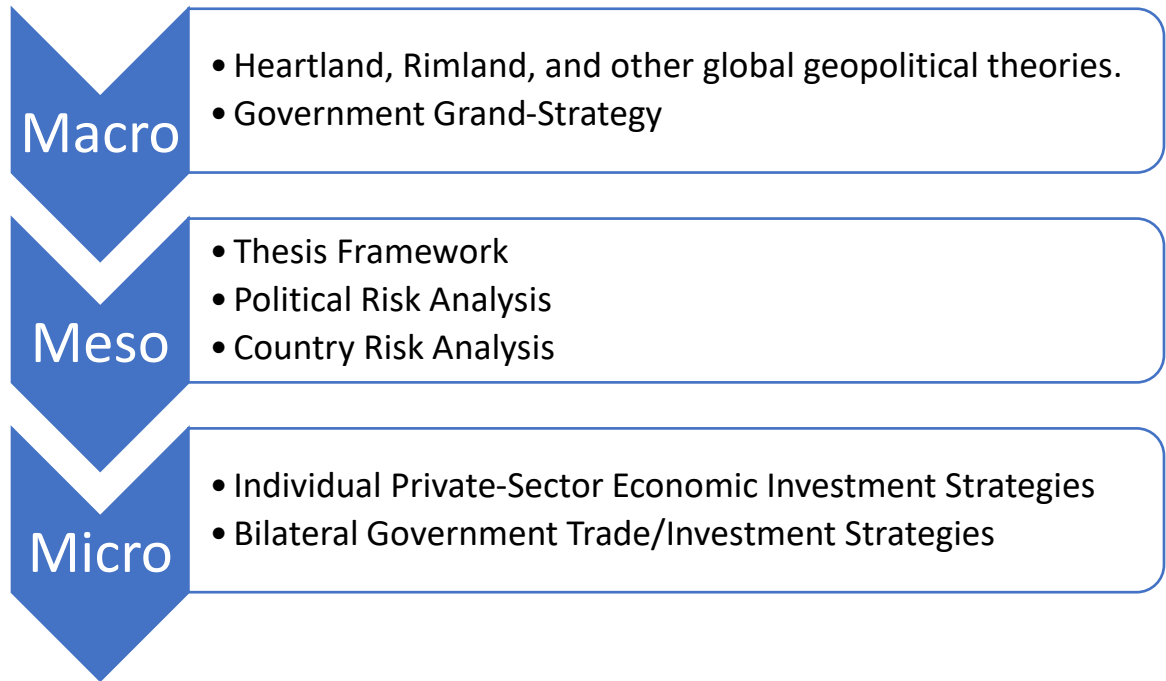 Macro
• Heartland, Rimland, and other global geopolitical theories.
• Government Grand-Strategy
Meso
• Thesis Framework
• Political Risk Analysis
• Country Risk Analysis
Micro
• Individual Private-Sector Economic Investment Strategies
• Bilateral Government Trade/Investment Strategies